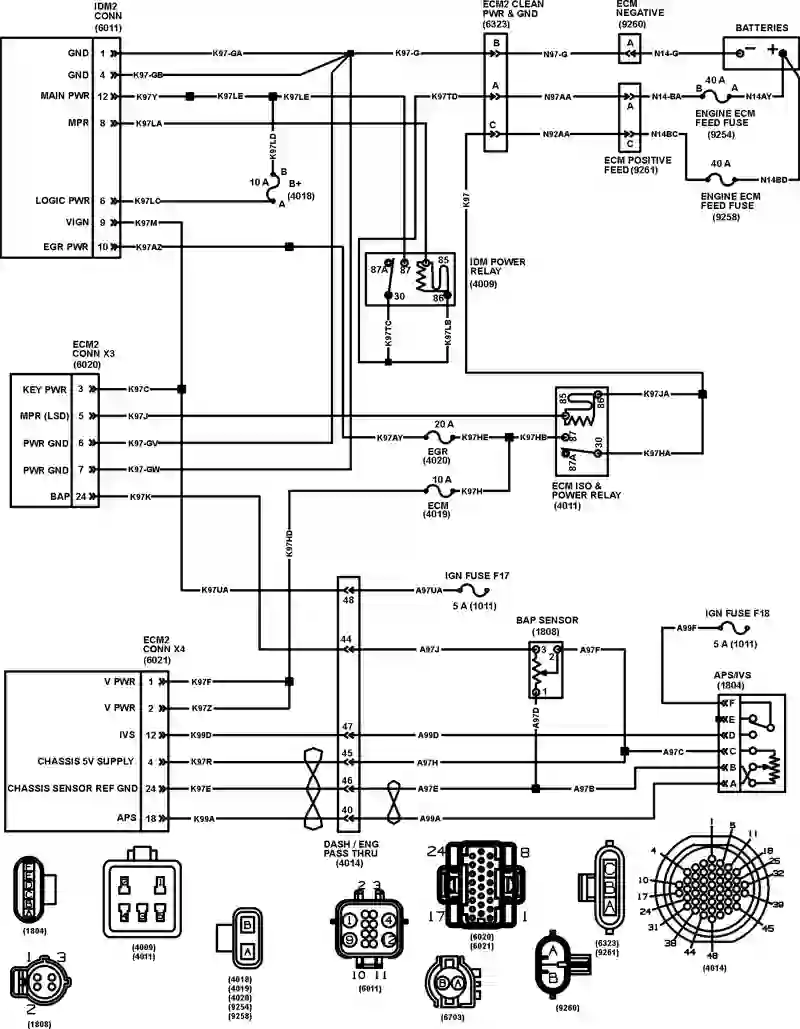 IDM2
CONN
(6011)
ECM2 CLEAN
PWR & GND
(6323)
ECM
NEGATIVE
(9260)
BATTERIES
GND 1 K97-GA K97-G B N97-G A N14-G − +
GND 4 K97-GB
MAIN PWR 12 K97Y K97LE K97LE K97TD A N97AA A N14-BA B 40 A A N14AY
ENGINE ECM
FEED FUSE
(9254)
MPR 8 K97LA C N92AA C N14BC
K97LD
ECM POSITIVE
FEED (9261)
40 A
N14BD
ENGINE ECM
FEED FUSE
(9258)
B
10 A B+
(4018)
A
LOGIC PWR 6 K97LC
VIGN 9 K97M
EGR PWR 10 K97AZ
K97
87A 87 85
30 86
IDM POWER
RELAY
(4009)
K97TC K97LB
ECM2
CONN X3
(6020)
KEY PWR 3 K97C
MPR (LSD) 5 K97J
PWR GND 6 K97-GV
PWR GND 7 K97-GW
BAP 24 K97K
85 86 K97JA
87 30 K97HA
87A
ECM ISO &
POWER RELAY
(4011)
20 A
K97AY K97HE K97HB
EGR
(4020)
10 A
K97H
ECM
(4019)
K97HD
K97UA 48 A97UA
IGN FUSE F17
5 A (1011)
44 A97J
BAP SENSOR
(1808)
3 2 A97F
1
A97D
IGN FUSE F18
A99F
5 A (1011)
APS/IVS
(1804)
F
E
D
C
B
A
ECM2
CONN X4
(6021)
V PWR 1 K97F
V PWR 2 K97Z
IVS 12 K99D 47 A99D
A97C
CHASSIS 5V SUPPLY 4 K97R 45 A97H
CHASSIS SENSOR REF GND 24 K97E 46 A97E A97B
APS 18 K99A 40 A99A
DASH / ENG
PASS THRU
(4014)
(1804)
(4009)
(4011)
B
A
(4018)
(4019)
(4020)
(9254)
(9258)
1 3
2
(1808)
2 3
1 4
9 12
10 11
(6011)
24 8
17 1
(6020)
(6021)
B A
(6703)
A
B
(9260)
C
B
A
(6323)
(9261)
1 5 11
4 18
25
10 32
17 39
24
31 45
38
44 48
(4014)